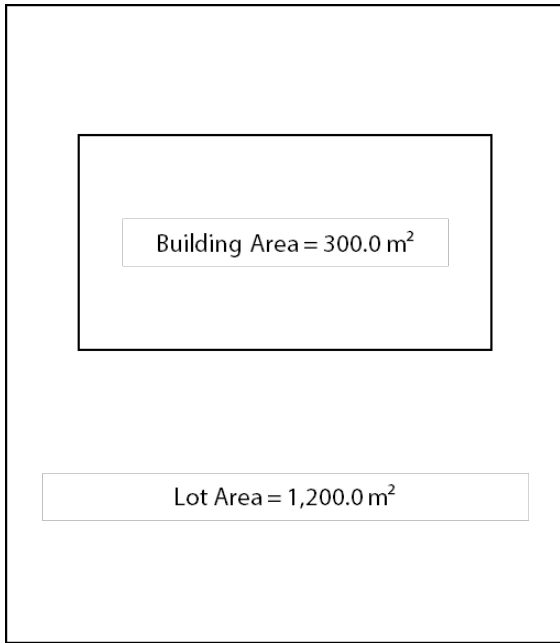 Building Area = 300.0 m²
Lot Area = 1,200.0 m²